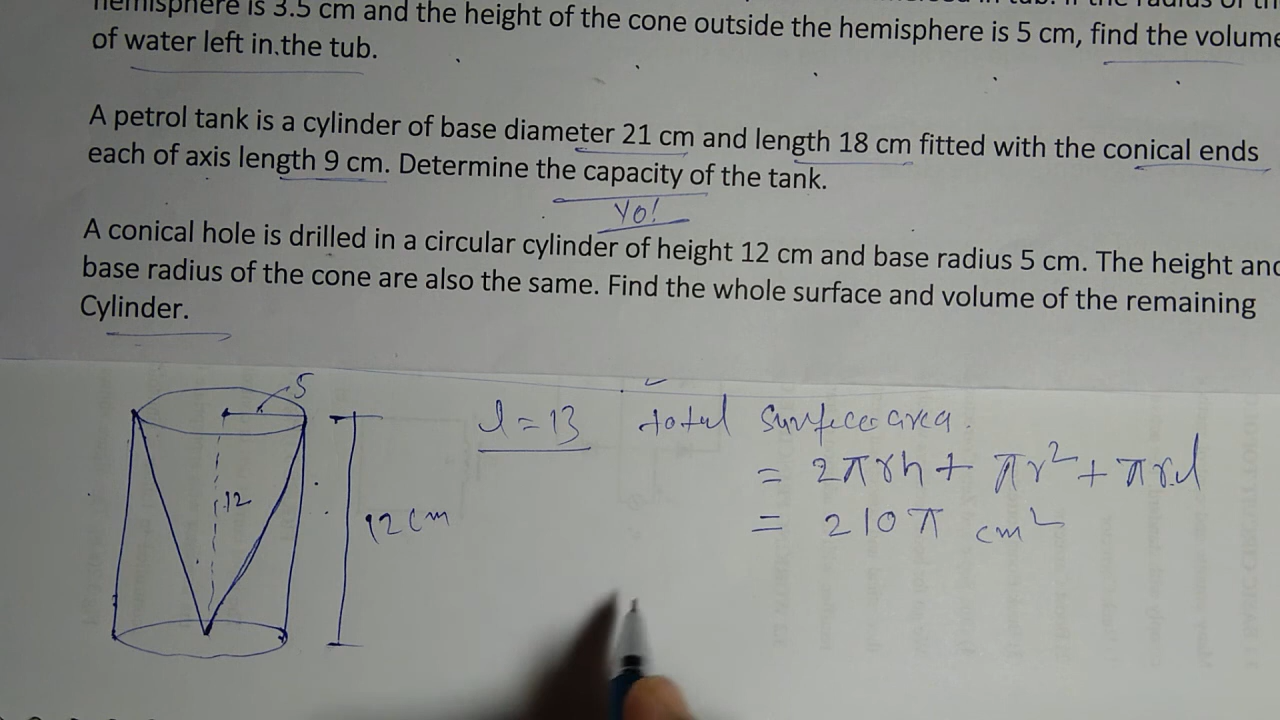 hemisphere is 3.5 cm and the height of the cone outside the hemisphere is 5 cm, find the volume
of water left in the tub.
A petrol tank is a cylinder of base diameter 21 cm and length 18 cm fitted with the conical ends
each of axis length 9 cm. Determine the capacity of the tank.
Yo!
A conical hole is drilled in a circular cylinder of height 12 cm and base radius 5 cm. The height and
base radius of the cone are also the same. Find the whole surface and volume of the remaining
Cylinder.
5
l = 13 total surface area.
= 2πrh + πr² + πrl
12
12 cm
= 210π cm²